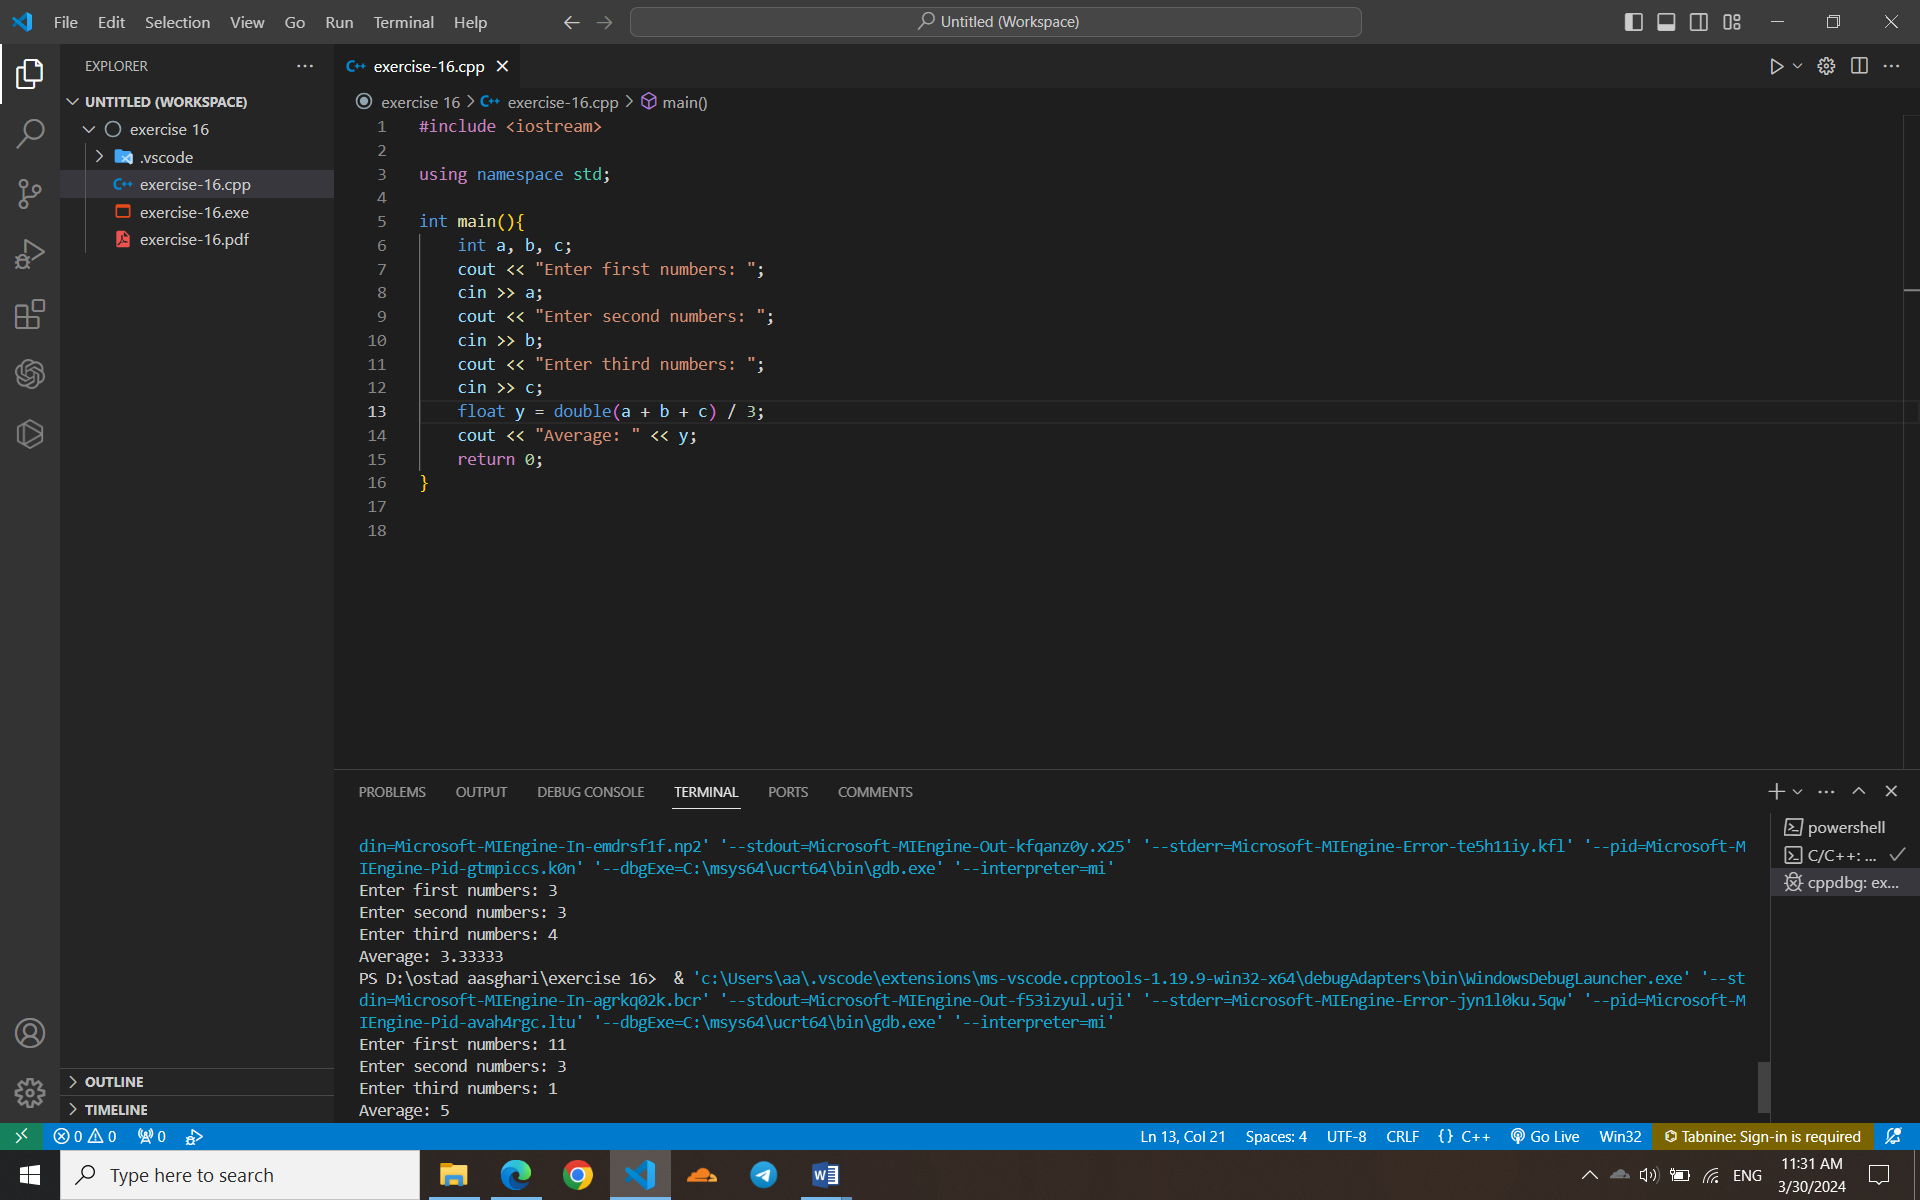 File Edit Selection View Go Run Terminal Help
Untitled (Workspace)
EXPLORER
UNTITLED (WORKSPACE)
exercise 16
.vscode
exercise-16.cpp
exercise-16.exe
exercise-16.pdf
OUTLINE
TIMELINE
exercise-16.cpp
exercise 16 > exercise-16.cpp > main()
1 #include <iostream>
2
3 using namespace std;
4
5 int main(){
6 int a, b, c;
7 cout << "Enter first numbers: ";
8 cin >> a;
9 cout << "Enter second numbers: ";
10 cin >> b;
11 cout << "Enter third numbers: ";
12 cin >> c;
13 float y = double(a + b + c) / 3;
14 cout << "Average: " << y;
15 return 0;
16 }
17
18
PROBLEMS OUTPUT DEBUG CONSOLE TERMINAL PORTS COMMENTS
din=Microsoft-MIEngine-In-emdrsf1f.np2' '--stdout=Microsoft-MIEngine-Out-kfqanz0y.x25' '--stderr=Microsoft-MIEngine-Error-te5h11iy.kfl' '--pid=Microsoft-M
IEngine-Pid-gtmpiccs.k0n' '--dbgExe=C:\msys64\ucrt64\bin\gdb.exe' '--interpreter=mi'
Enter first numbers: 3
Enter second numbers: 3
Enter third numbers: 4
Average: 3.33333
PS D:\ostad aasghari\exercise 16> & 'c:\Users\aa\.vscode\extensions\ms-vscode.cpptools-1.19.9-win32-x64\debugAdapters\bin\WindowsDebugLauncher.exe' '--st
din=Microsoft-MIEngine-In-agrkq02k.bcr' '--stdout=Microsoft-MIEngine-Out-f53izyul.uji' '--stderr=Microsoft-MIEngine-Error-jyn1l0ku.5qw' '--pid=Microsoft-M
IEngine-Pid-avah4rgc.ltu' '--dbgExe=C:\msys64\ucrt64\bin\gdb.exe' '--interpreter=mi'
Enter first numbers: 11
Enter second numbers: 3
Enter third numbers: 1
Average: 5
powershell
C/C++: ...
cppdbg: ex...
0 0 0
Ln 13, Col 21 Spaces: 4 UTF-8 CRLF {} C++ Go Live Win32 Tabnine: Sign-in is required
Type here to search
ENG
11:31 AM
3/30/2024